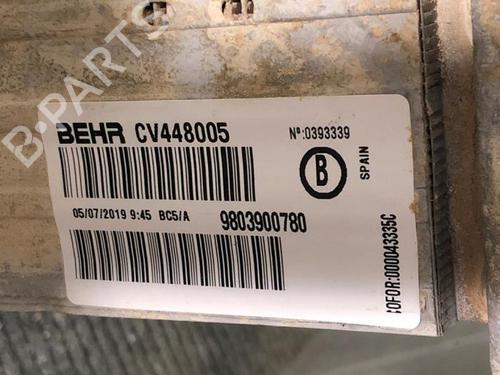 B-PARTS
BEHR CV448005
Nº:0393339
B
SPAIN
05/07/2019 9:45 BC5/A 9803900780
COFOR:000043335C